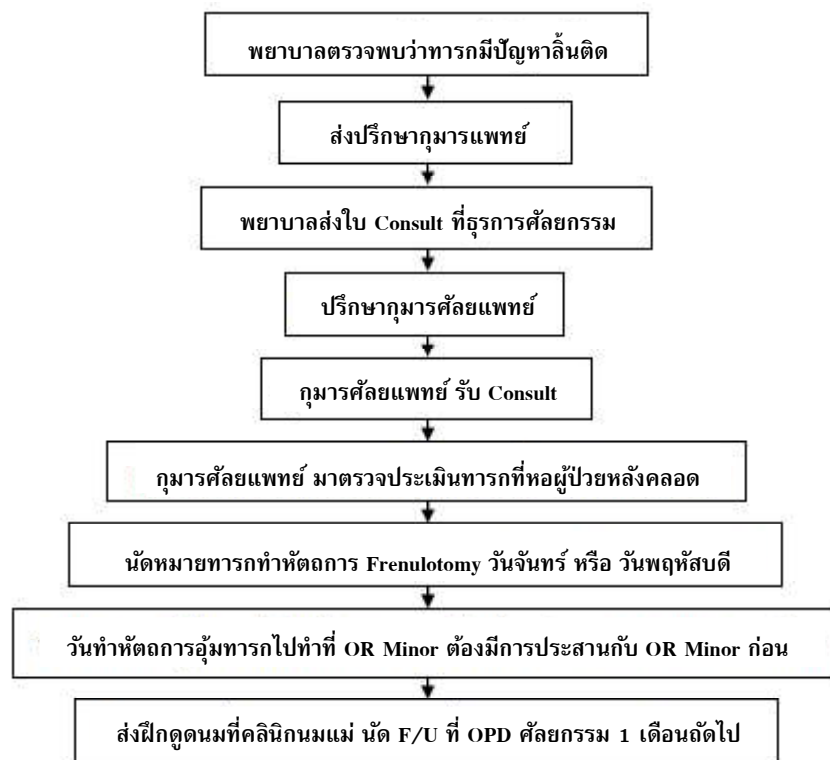 พยาบาลตรวจพบว่าทารกมีปัญหาลิ้นติด
ส่งปรึกษากุมารแพทย์
พยาบาลส่งใบ Consult ที่ธุรการศัลยกรรม
ปรึกษากุมารศัลยแพทย์
กุมารศัลยแพทย์ รับ Consult
กุมารศัลยแพทย์ มาตรวจประเมินทารกที่หอผู้ป่วยหลังคลอด
นัดหมายทารกทำหัตถการ Frenulotomy วันจันทร์ หรือ วันพฤหัสบดี
วันทำหัตถการอุ้มทารกไปทำที่ OR Minor ต้องมีการประสานกับ OR Minor ก่อน
ส่งฝึกดูดนมที่คลินิกนมแม่ นัด F/U ที่ OPD ศัลยกรรม 1 เดือนถัดไป